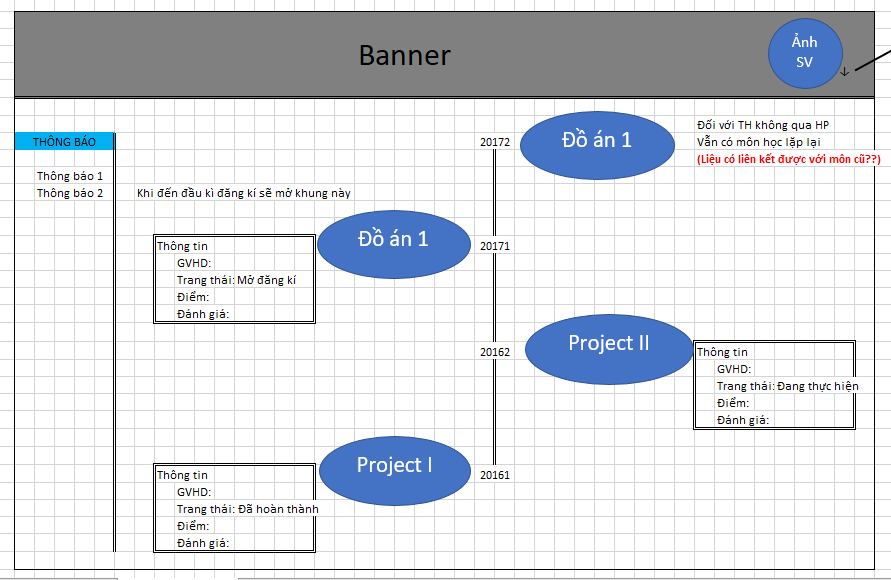 Banner
Ảnh
SV
THÔNG BÁO
Thông báo 1
Thông báo 2
Khi đến đầu kì đăng kí sẽ mở khung này
20172
Đồ án 1
Đối với TH không qua HP
Vẫn có môn học lặp lại
(Liệu có liên kết được với môn cũ??)
Thông tin
GVHD:
Trang thái: Mở đăng kí
Điểm:
Đánh giá:
Đồ án 1
20171
20162
Project II
Thông tin
GVHD:
Trang thái: Đang thực hiện
Điểm:
Đánh giá:
Thông tin
GVHD:
Trang thái: Đã hoàn thành
Điểm:
Đánh giá:
Project I
20161